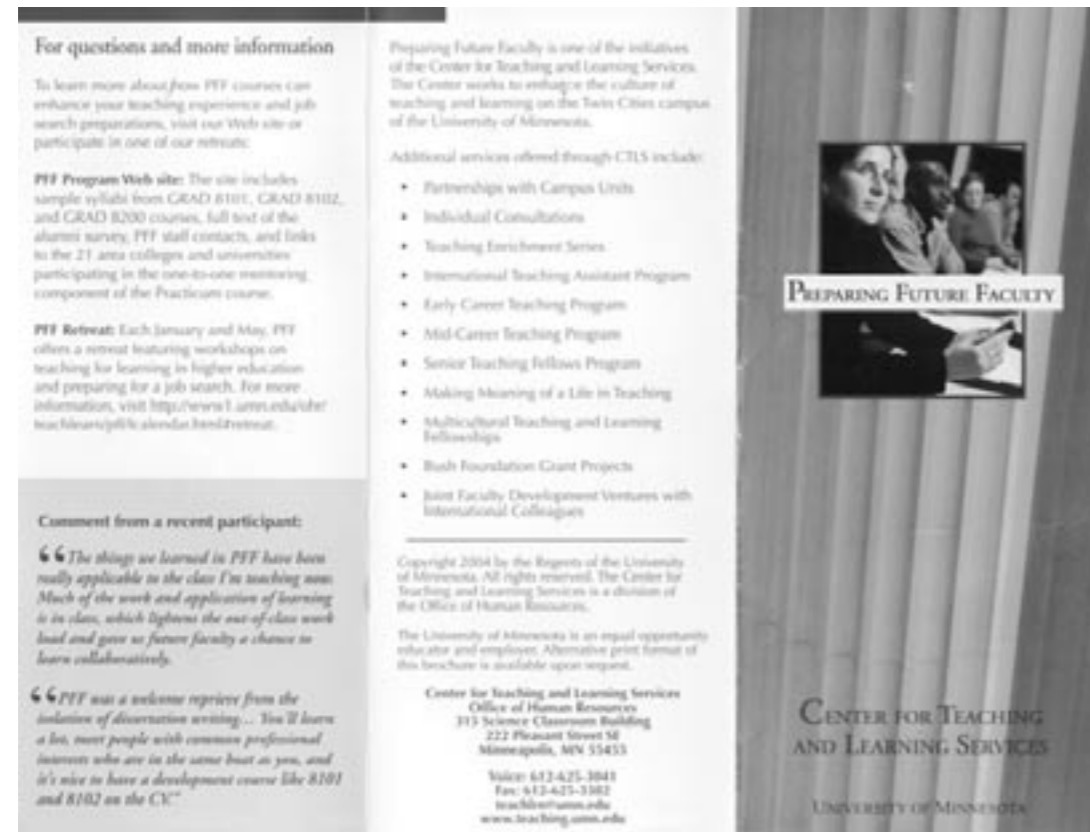 For questions and more information
To learn more about how PFF courses can
enhance your teaching experience and job
search preparations, visit our Web site or
participate in one of our retreats:
PFF Program Web site: The site includes
sample syllabi from GRAD 8101, GRAD 8102,
and GRAD 8200 courses, full text of the
alumni survey, PFF staff contacts, and links
to the 21 area colleges and universities
participating in the one-to-one mentoring
component of the Practicum course.
PFF Retreat: Each January and May, PFF
offers a retreat featuring workshops on
teaching for learning in higher education
and preparing for a job search. For more
information, visit http://www1.umn.edu/ohr/
teachlearn/pff/calendar.html#retreat.
Comment from a recent participant:
“The things we learned in PFF have been
really applicable to the class I'm teaching now.
Much of the work and application of learning
is in class, which lightens the out-of-class work
load and gave us future faculty a chance to
learn collaboratively.
“PFF was a welcome reprieve from the
isolation of dissertation writing… You'll learn
a lot, meet people with common professional
interests who are in the same boat as you, and
it's nice to have a development course like 8101
and 8102 on the CV.”
Preparing Future Faculty is one of the initiatives
of the Center for Teaching and Learning Services.
The Center works to enhance the culture of
teaching and learning on the Twin Cities campus
of the University of Minnesota.
Additional services offered through CTLS include:
• Partnerships with Campus Units
• Individual Consultations
• Teaching Enrichment Series
• International Teaching Assistant Program
• Early Career Teaching Program
• Mid-Career Teaching Program
• Senior Teaching Fellows Program
• Making Meaning of a Life in Teaching
• Multicultural Teaching and Learning
Fellowships
• Bush Foundation Grant Projects
• Joint Faculty Development Ventures with
International Colleagues
Copyright 2004 by the Regents of the University
of Minnesota. All rights reserved. The Center for
Teaching and Learning Services is a division of
the Office of Human Resources.
The University of Minnesota is an equal opportunity
educator and employer. Alternative print format of
this brochure is available upon request.
Center for Teaching and Learning Services
Office of Human Resources
315 Science Classroom Building
222 Pleasant Street SE
Minneapolis, MN 55455
Voice: 612-625-3041
Fax: 612-625-3382
teachlrn@umn.edu
www.teaching.umn.edu
PREPARING FUTURE FACULTY
CENTER FOR TEACHING
AND LEARNING SERVICES
UNIVERSITY OF MINNESOTA